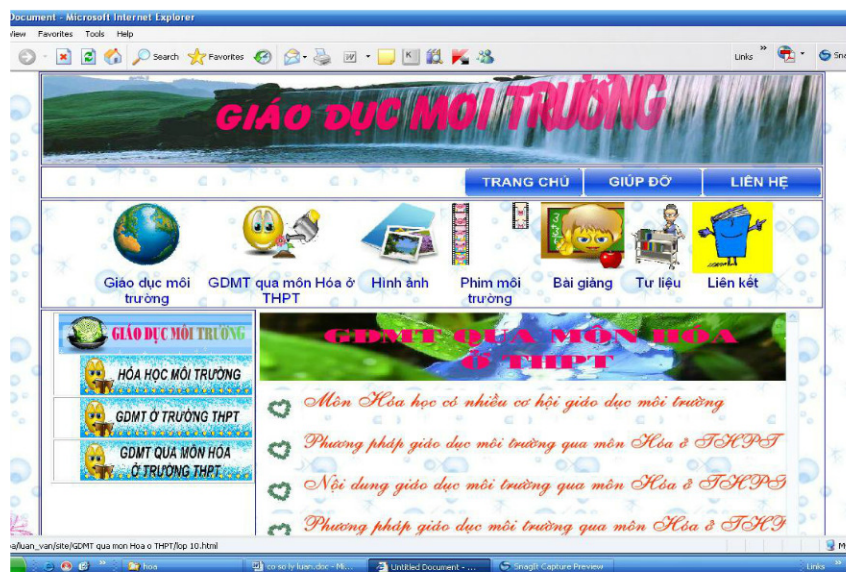 Document - Microsoft Internet Explorer
View Favorites Tools Help
Search Favorites Links
GIÁO DỤC MÔI TRƯỜNG
TRANG CHỦ GIÚP ĐỠ LIÊN HỆ
Giáo dục môi trường
GDMT qua môn Hóa ở THPT
Hình ảnh
Phim môi trường
Bài giảng
Tư liệu
Liên kết
GIÁO DỤC MÔI TRƯỜNG
HÓA HỌC MÔI TRƯỜNG
GDMT Ở TRƯỜNG THPT
GDMT QUA MÔN HÓA
Ở TRƯỜNG THPT
GDMT QUA MÔN HÓA
Ở THPT
Môn Hóa học có nhiều cơ hội giáo dục môi trường
Phương pháp giáo dục môi trường qua môn Hóa ở THPT
Nội dung giáo dục môi trường qua môn Hóa ở THPT
Phương pháp giáo dục môi trường qua môn Hóa ở THP
a/luan_van/site/GDMT qua mon Hoa o THPT/lop 10.html
hoa co so ly luan.doc - Mi... Untitled Document - ... SnagIt Capture Preview Links